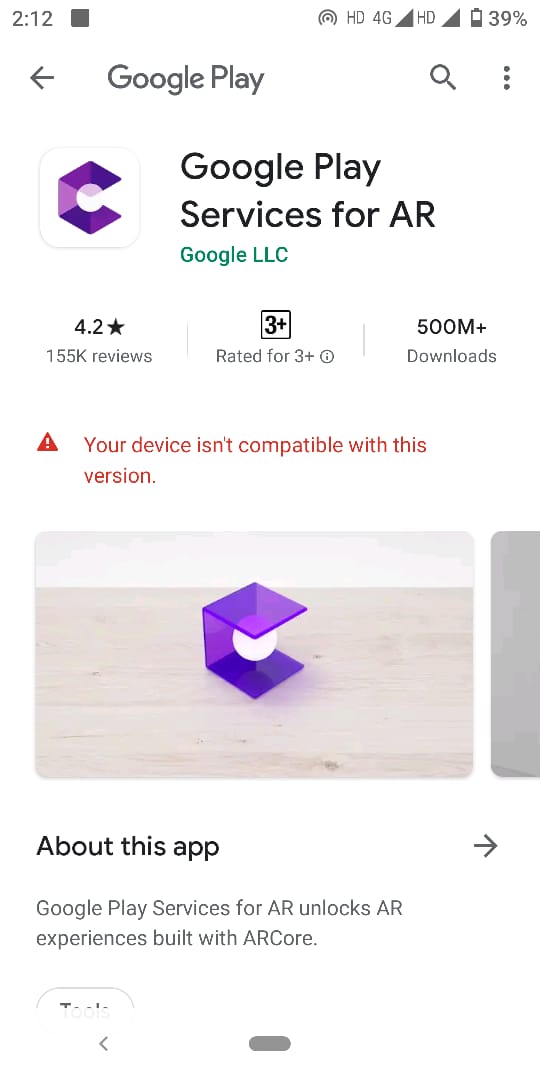 2:12 HD 4G HD 39%
Google Play
Google Play
Services for AR
Google LLC
4.2★ 3+ 500M+
155K reviews Rated for 3+ Downloads
Your device isn't compatible with this
version.
About this app
Google Play Services for AR unlocks AR
experiences built with ARCore.
Tools